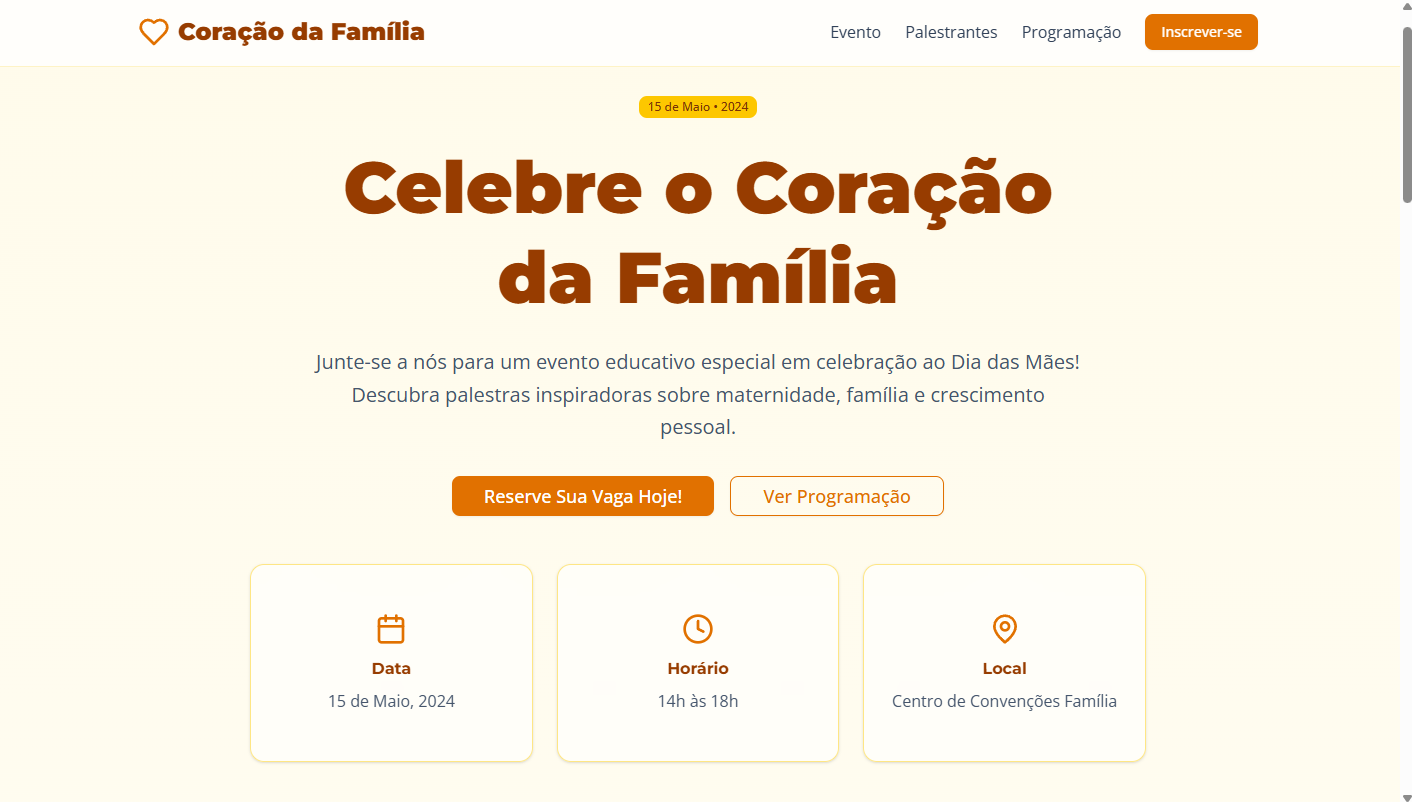 Coração da Família
Evento
Palestrantes
Programação
Inscrever-se
15 de Maio • 2024
Celebre o Coração
da Família
Junte-se a nós para um evento educativo especial em celebração ao Dia das Mães!
Descubra palestras inspiradoras sobre maternidade, família e crescimento
pessoal.
Reserve Sua Vaga Hoje!
Ver Programação
Data
15 de Maio, 2024
Horário
14h às 18h
Local
Centro de Convenções Família